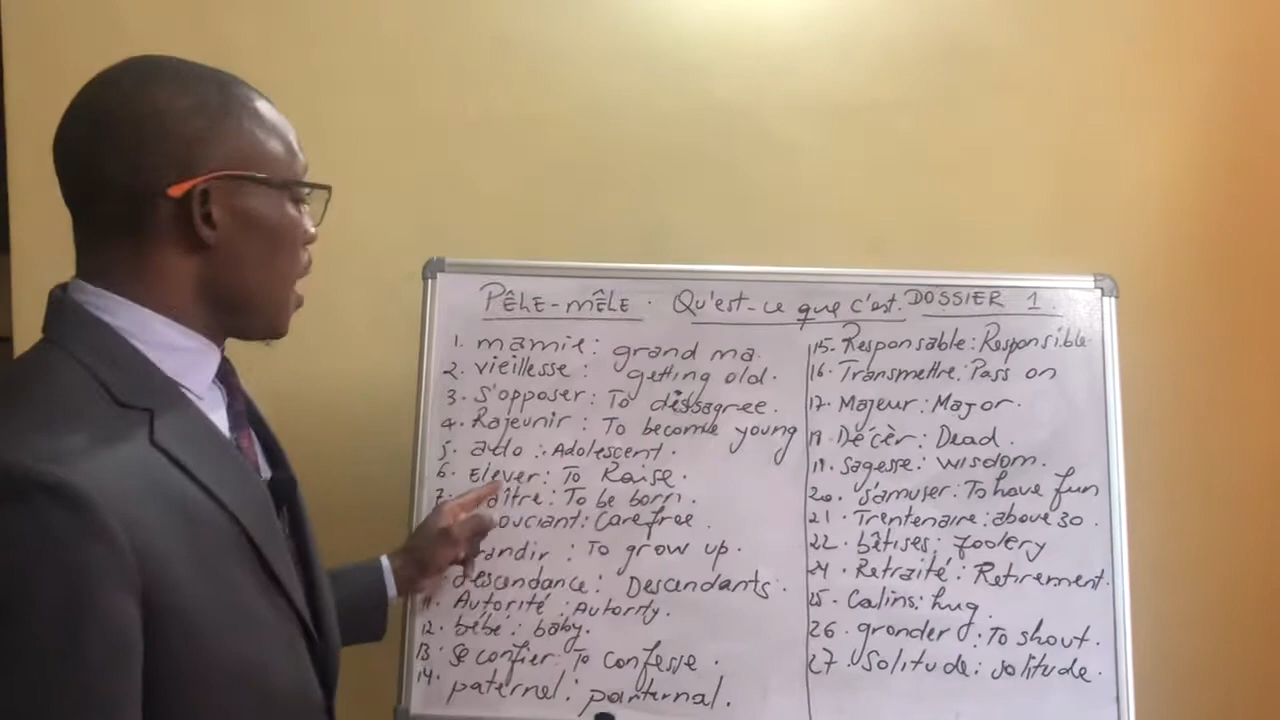 PÊLE-MÊLE. Qu'est-ce que c'est. DOSSIER 1.
1. mamie: grand ma.
2. vieillesse: getting old.
3. S'opposer: To dissagree.
4. Rajeunir: To become young
5. ado: Adolescent.
6. Elever: To Raise.
7. aître: To be born.
ouciant: Carefree.
randir: To grow up.
descendance: Descendants.
11. Autorité: Autority.
12. bébé: baby.
13. Se confier: To confesse.
14. paternel: panternal.
15. Responsable: Responsible
16. Transmettre: Pass on
17. Majeur: Major.
Décèr: Dead.
19. Sagesse: wisdom.
20. S'amuser: To have fun
21. Trentenaire: above 30.
22. bêtises: foolery
24. Retraité: Retirement.
25. Calins: hug.
26. gronder: To shout.
27. Solitude: solitude.